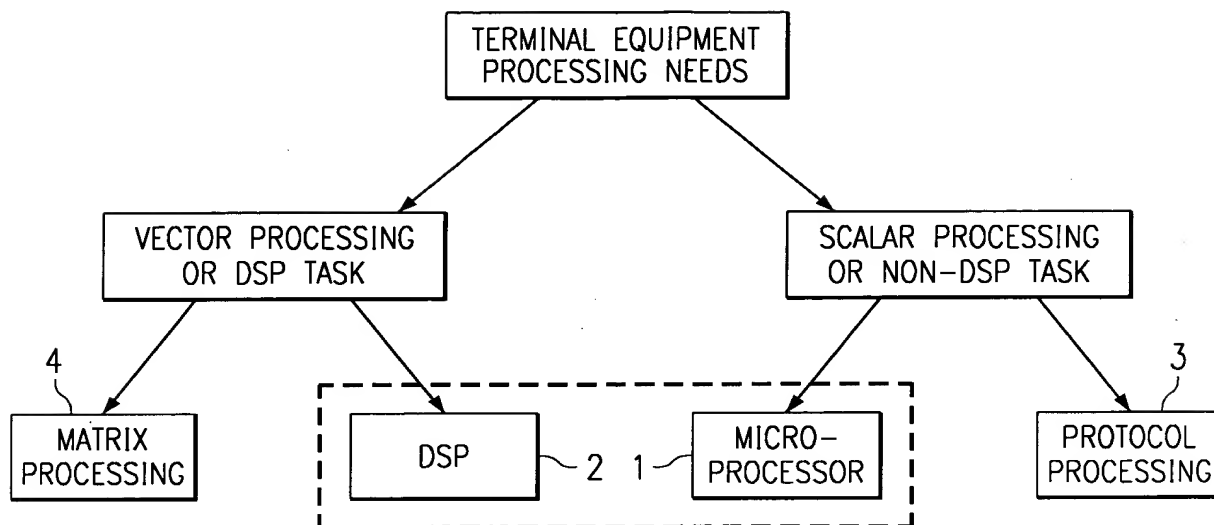 TERMINAL EQUIPMENT
PROCESSING NEEDS
VECTOR PROCESSING
OR DSP TASK
SCALAR PROCESSING
OR NON-DSP TASK
4
3
MATRIX
PROCESSING
DSP
2
1
MICRO-
PROCESSOR
PROTOCOL
PROCESSING